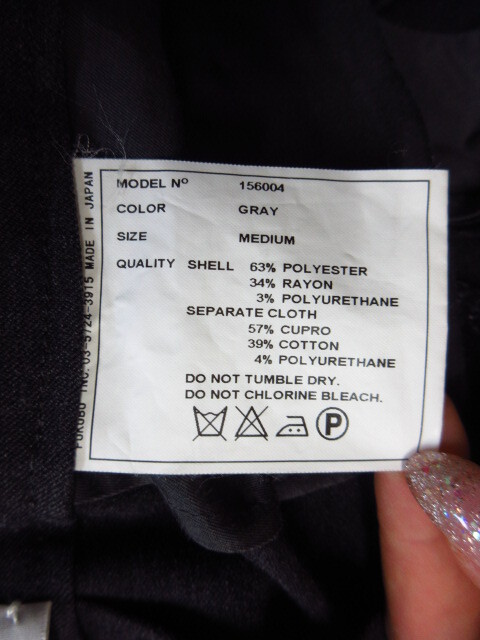 MODEL Nº 156004
COLOR GRAY
SIZE MEDIUM
QUALITY SHELL 63% POLYESTER
34% RAYON
3% POLYURETHANE
SEPARATE CLOTH
57% CUPRO
39% COTTON
4% POLYURETHANE
DO NOT TUMBLE DRY.
DO NOT CHLORINE BLEACH.
P
FUKUBU INC. 03-5724-3915 MADE IN JAPAN